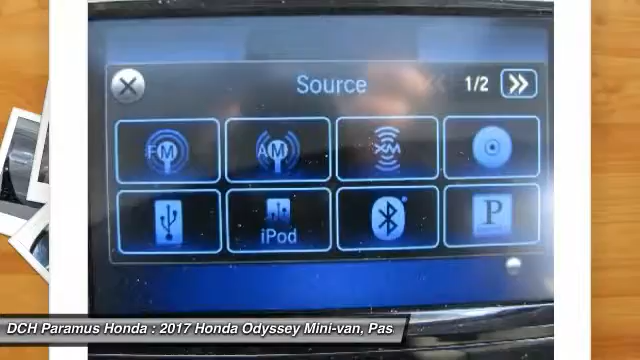 Source
1/2
FM
AM
XM
iPod
P
DCH Paramus Honda : 2017 Honda Odyssey Mini-van, Pas